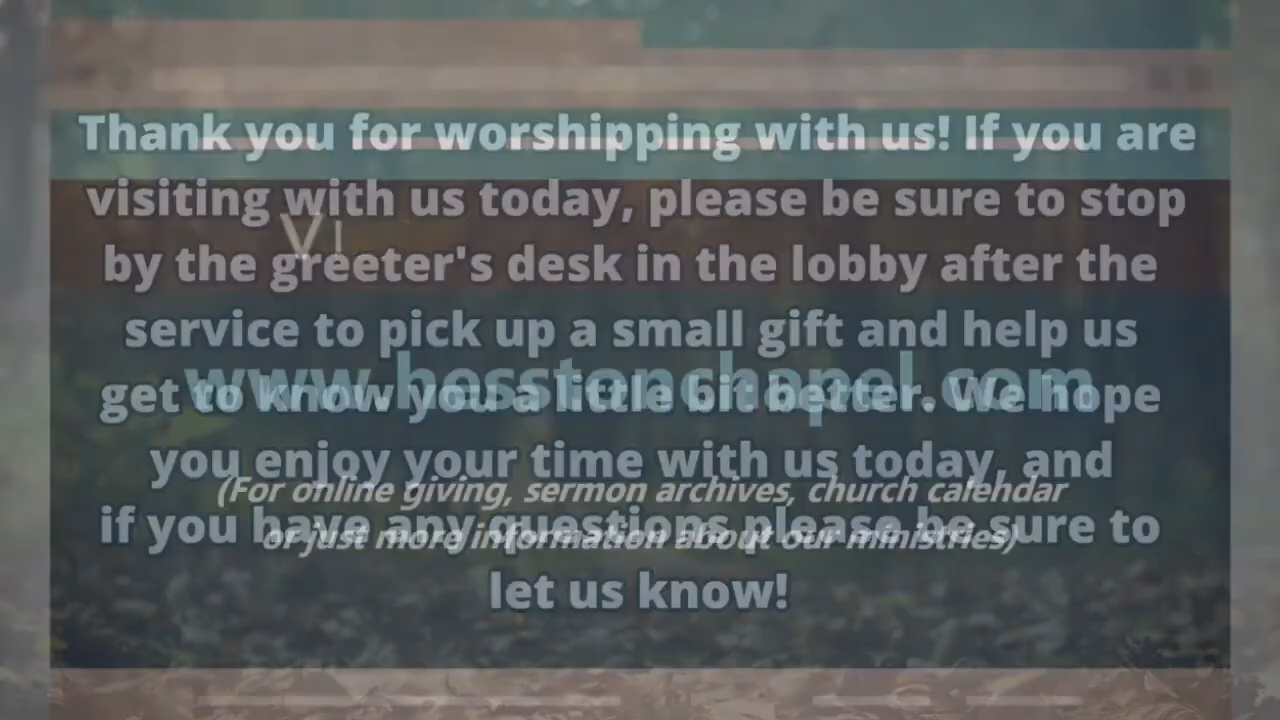 Thank you for worshipping with us! If you are
visiting with us today, please be sure to stop
by the greeter's desk in the lobby after the
service to pick up a small gift and help us
get to know you a little bit better. We hope
you enjoy your time with us today, and
if you have any questions please be sure to
let us know!
Vi
www.hesstonchapel.com
(For online giving, sermon archives, church calendar
or just more information about our ministries)